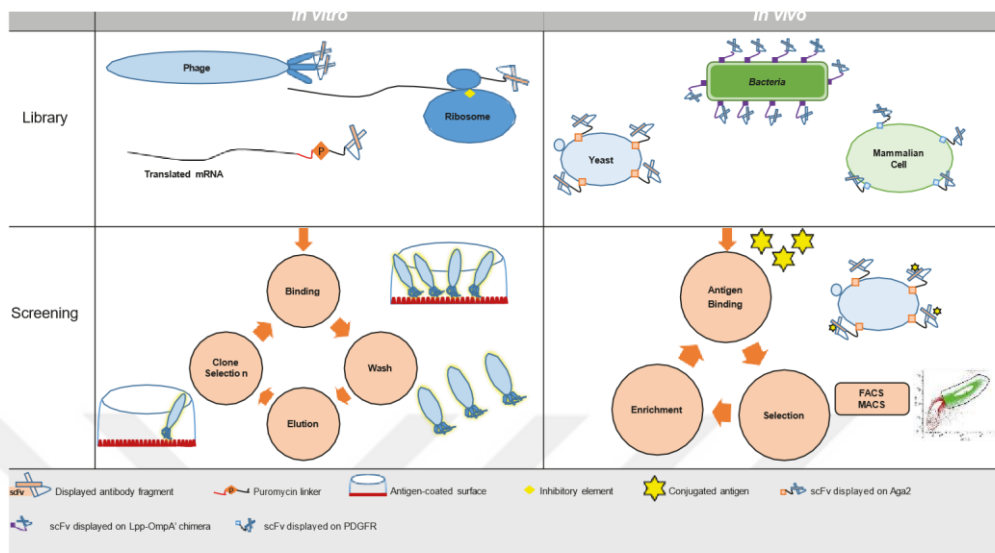 In vitro
In vivo
Library
Phage
Ribosome
P
Translated mRNA
Bacteria
Yeast
Mammalian
Cell
Screening
Binding
Wash
Elution
Clone
Selection
Antigen
Binding
Selection
Enrichment
FACS
MACS
scFv Displayed antibody fragment
P Puromycin linker
Antigen-coated surface
Inhibitory element
Conjugated antigen
scFv displayed on Aga2
scFv displayed on Lpp-OmpA' chimera
scFv displayed on PDGFR